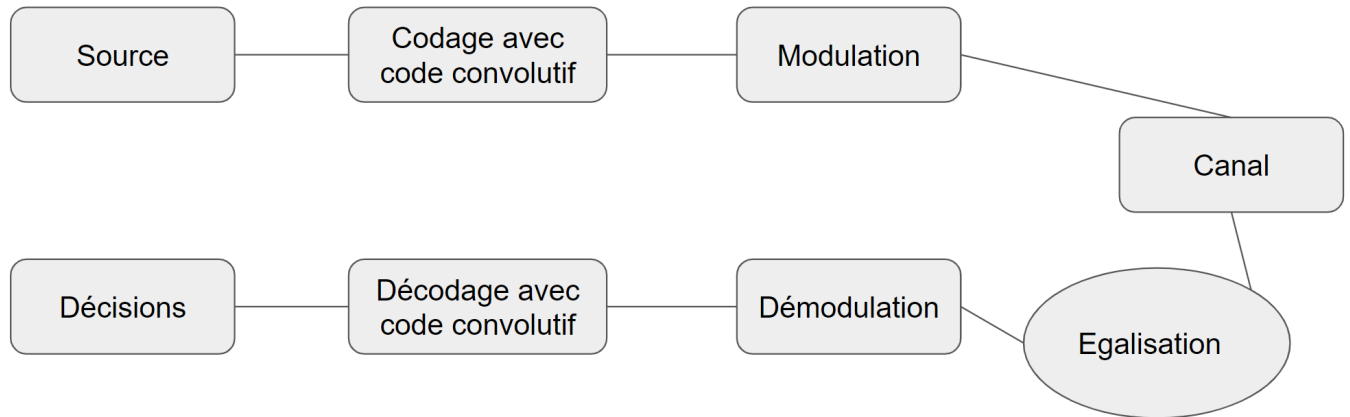 Source
Codage avec
code convolutif
Modulation
Canal
Décisions
Décodage avec
code convolutif
Démodulation
Egalisation